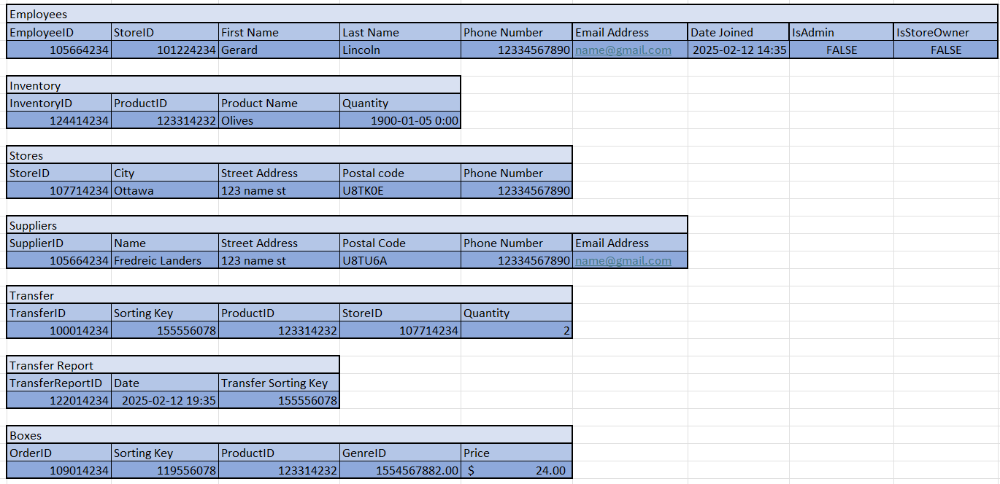 Employees
EmployeeID StoreID First Name Last Name Phone Number Email Address Date Joined IsAdmin IsStoreOwner
105664234 101224234 Gerard Lincoln 12334567890 name@gmail.com 2025-02-12 14:35 FALSE FALSE
Inventory
InventoryID ProductID Product Name Quantity
124414234 123314232 Olives 1900-01-05 0:00
Stores
StoreID City Street Address Postal code Phone Number
107714234 Ottawa 123 name st U8TK0E 12334567890
Suppliers
SupplierID Name Street Address Postal Code Phone Number Email Address
105664234 Fredreic Landers 123 name st U8TU6A 12334567890 name@gmail.com
Transfer
TransferID Sorting Key ProductID StoreID Quantity
100014234 155556078 123314232 107714234 2
Transfer Report
TransferReportID Date Transfer Sorting Key
122014234 2025-02-12 19:35 155556078
Boxes
OrderID Sorting Key ProductID GenreID Price
109014234 119556078 123314232 1554567882.00 $ 24.00